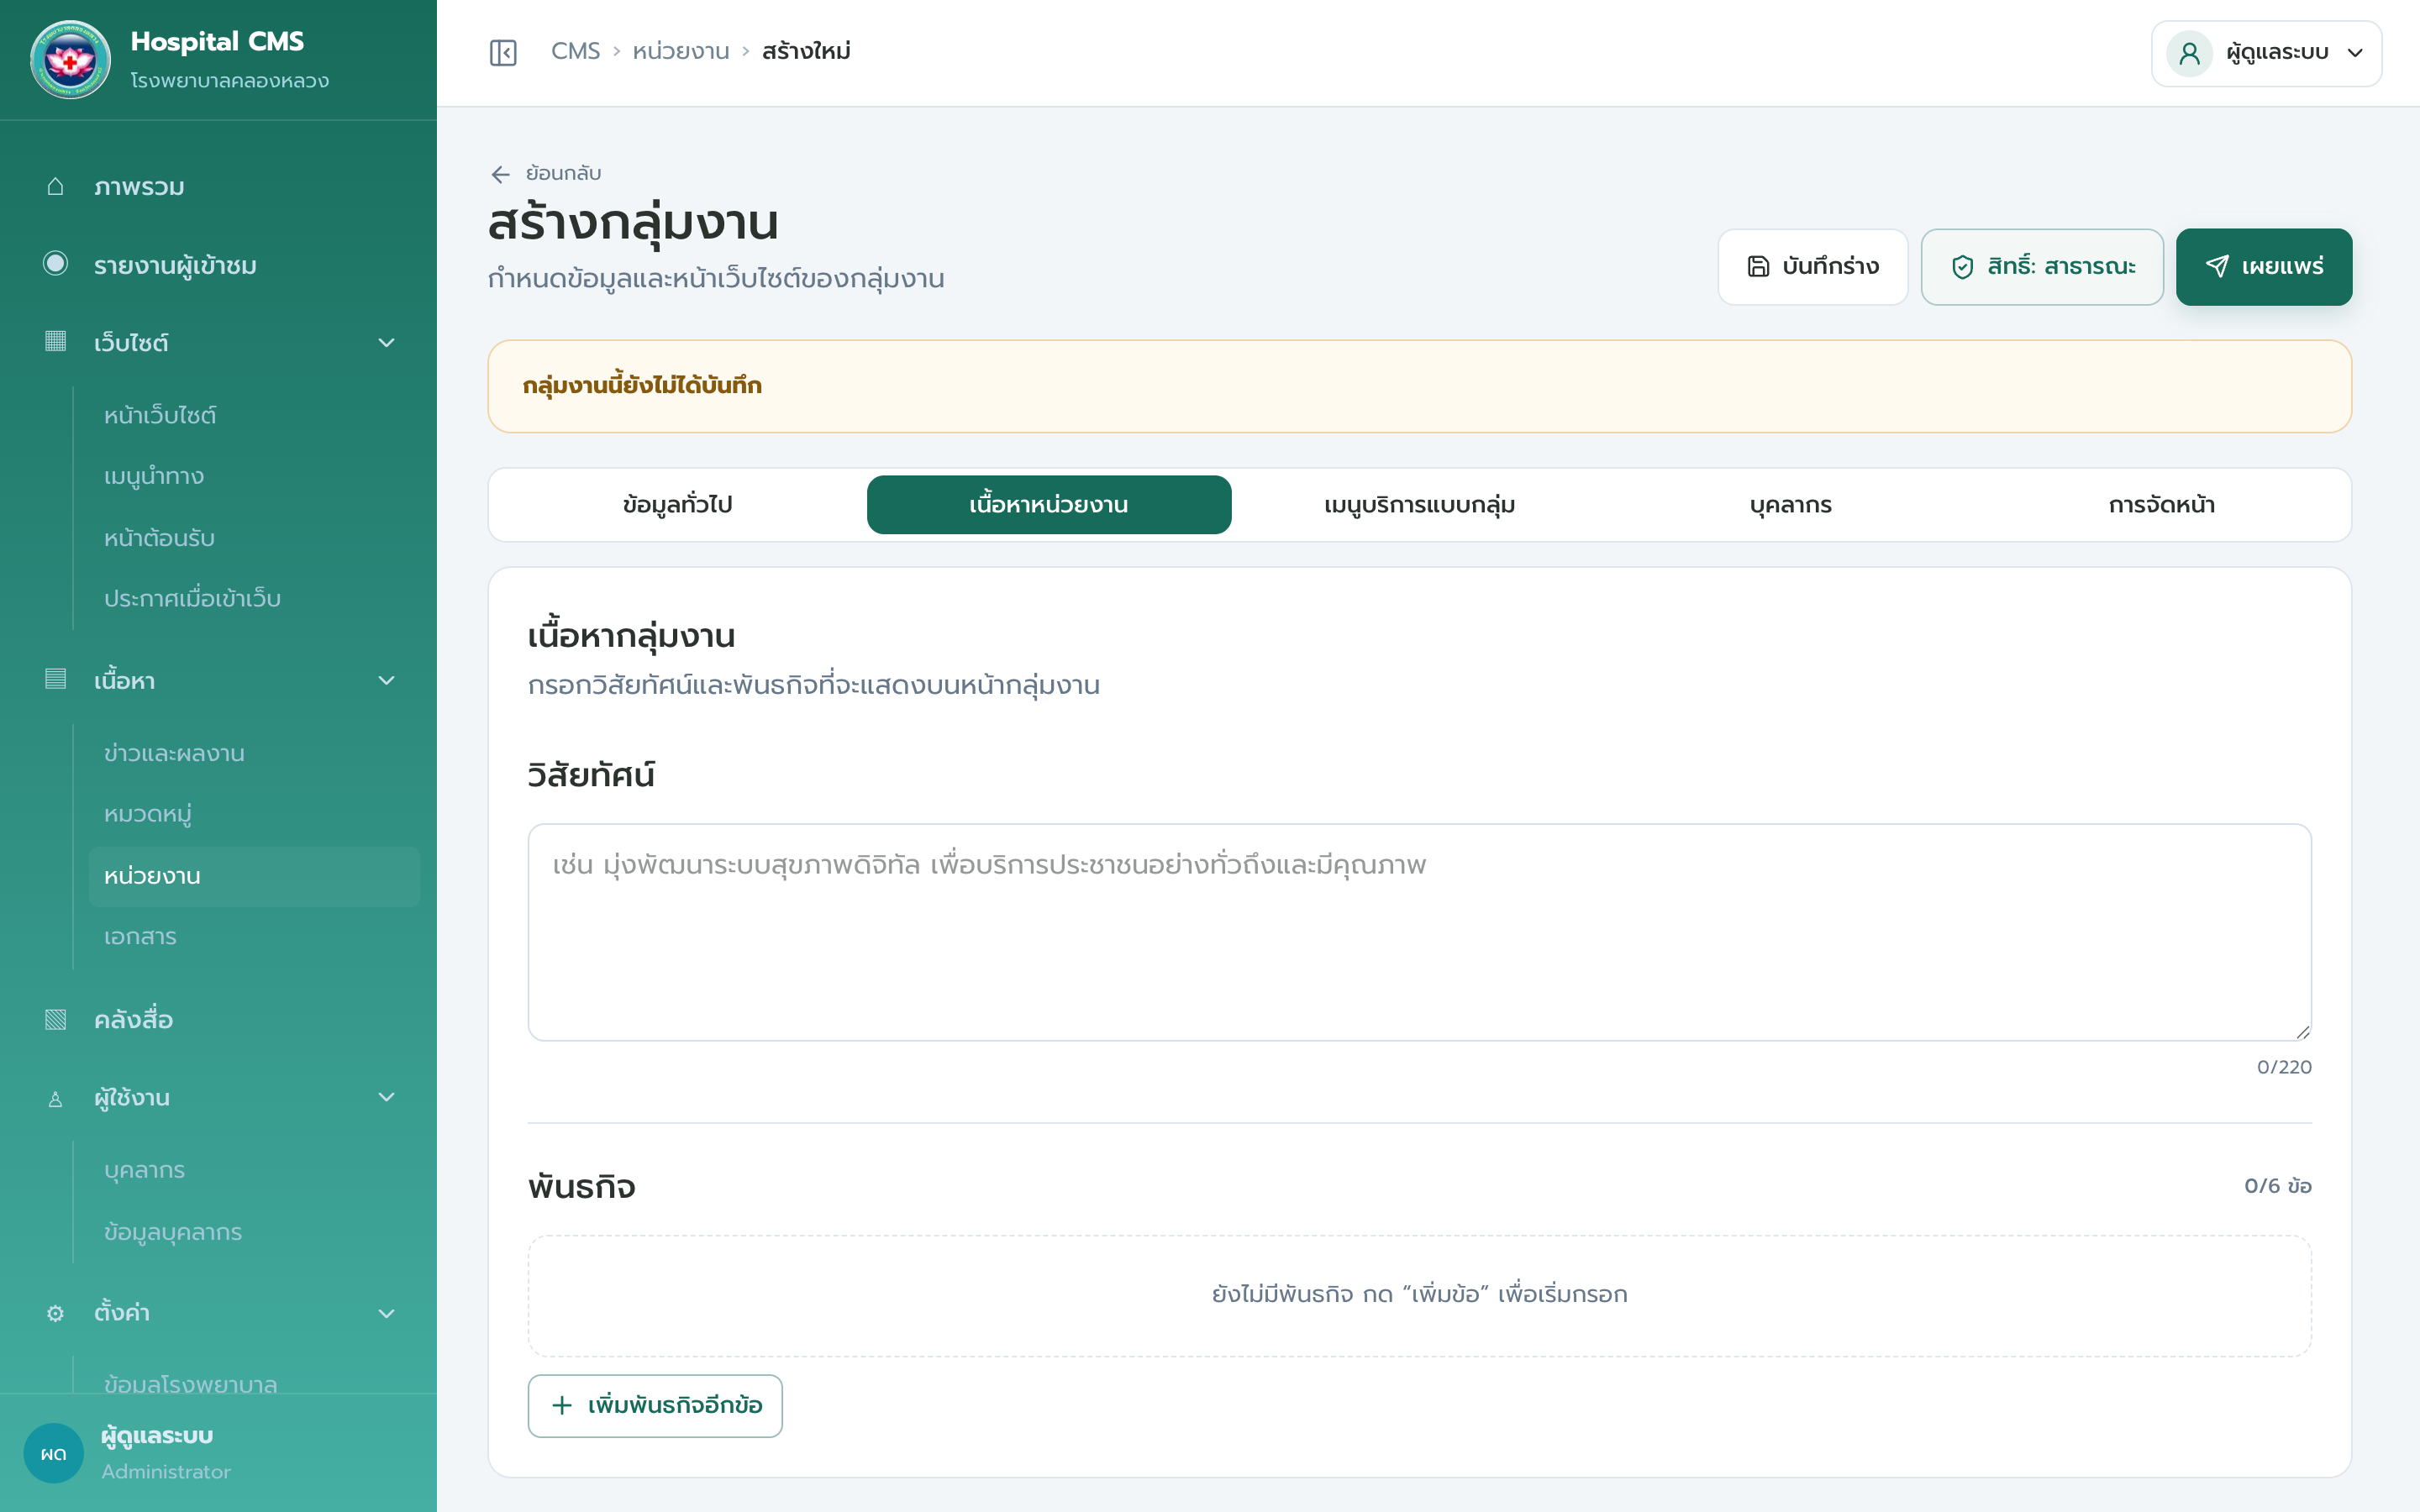 Hospital CMS
โรงพยาบาลคลองหลวง
ภาพรวม
รายงานผู้เข้าชม
เว็บไซต์
หน้าเว็บไซต์
เมนูนำทาง
หน้าต้อนรับ
ประกาศเมื่อเข้าเว็บ
เนื้อหา
ข่าวและผลงาน
หมวดหมู่
หน่วยงาน
เอกสาร
คลังสื่อ
ผู้ใช้งาน
บุคลากร
ข้อมูลบุคลากร
ตั้งค่า
ข้อมูลโรงพยาบาล
ผด
ผู้ดูแลระบบ
Administrator
CMS › หน่วยงาน › สร้างใหม่
ผู้ดูแลระบบ
ย้อนกลับ
สร้างกลุ่มงาน
กำหนดข้อมูลและหน้าเว็บไซต์ของกลุ่มงาน
บันทึกร่าง
สิทธิ์: สาธารณะ
เผยแพร่
กลุ่มงานนี้ยังไม่ได้บันทึก
ข้อมูลทั่วไป
เนื้อหาหน่วยงาน
เมนูบริการแบบกลุ่ม
บุคลากร
การจัดหน้า
เนื้อหากลุ่มงาน
กรอกวิสัยทัศน์และพันธกิจที่จะแสดงบนหน้ากลุ่มงาน
วิสัยทัศน์
เช่น มุ่งพัฒนาระบบสุขภาพดิจิทัล เพื่อบริการประชาชนอย่างทั่วถึงและมีคุณภาพ
0/220
พันธกิจ
0/6 ข้อ
ยังไม่มีพันธกิจ กด “เพิ่มข้อ” เพื่อเริ่มกรอก
เพิ่มพันธกิจอีกข้อ